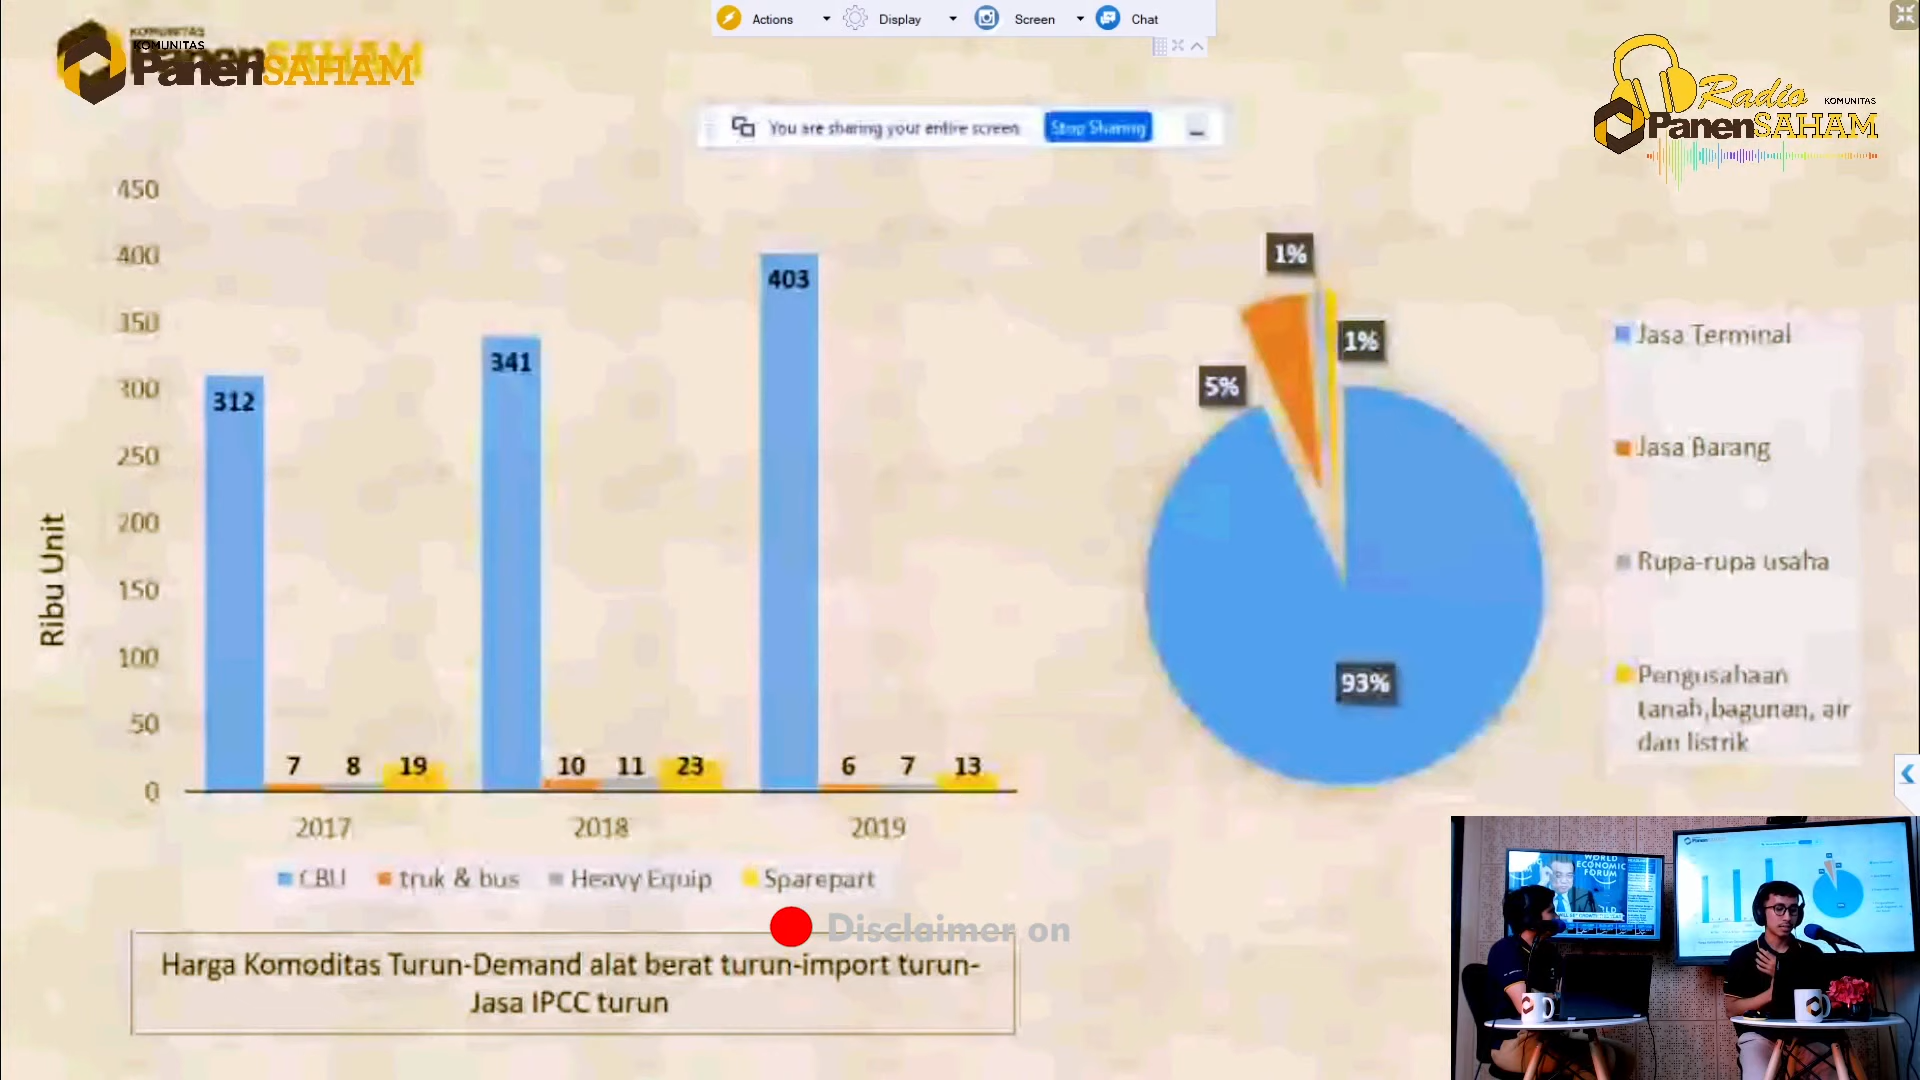 Actions
Display
Screen
Chat
KOMUNITAS
PanenSAHAM
You are sharing your entire screen
Stop Sharing
Radio
KOMUNITAS
PanenSAHAM
450
400
350
300
250
200
150
100
50
0
Ribu Unit
312
7
8
19
341
10
11
23
403
6
7
13
2017
2018
2019
CBU
truk & bus
Heavy Equip
Sparepart
1%
1%
5%
93%
Jasa Terminal
Jasa Barang
Rupa-rupa usaha
Pengusahaan
tanah,bagunan, air
dan listrik
Disclaimer on
Harga Komoditas Turun-Demand alat berat turun-import turun-
Jasa IPCC turun
WORLD
ECONOMIC
FORUM